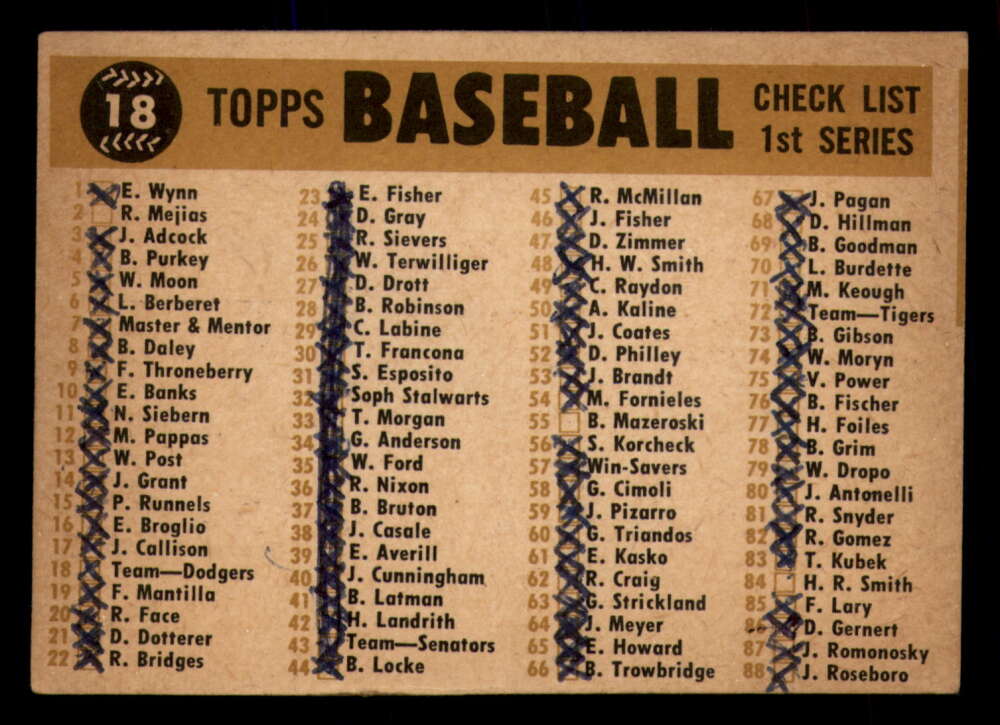 18 TOPPS BASEBALL CHECK LIST
1st SERIES
1 E. Wynn
2 R. Mejias
3 J. Adcock
4 B. Purkey
5 W. Moon
6 L. Berberet
7 Master & Mentor
8 B. Daley
9 F. Throneberry
10 E. Banks
11 N. Siebern
12 M. Pappas
13 W. Post
14 J. Grant
15 P. Runnels
16 E. Broglio
17 J. Callison
18 Team—Dodgers
19 F. Mantilla
20 R. Face
21 D. Dotterer
22 R. Bridges
23 E. Fisher
24 D. Gray
25 R. Sievers
26 W. Terwilliger
27 D. Drott
28 B. Robinson
29 C. Labine
30 T. Francona
31 S. Esposito
32 Soph Stalwarts
33 T. Morgan
34 G. Anderson
35 W. Ford
36 R. Nixon
37 B. Bruton
38 J. Casale
39 E. Averill
40 J. Cunningham
41 B. Latman
42 H. Landrith
43 Team—Senators
44 B. Locke
45 R. McMillan
46 J. Fisher
47 D. Zimmer
48 H. W. Smith
49 C. Raydon
50 A. Kaline
51 J. Coates
52 D. Philley
53 J. Brandt
54 M. Fornieles
55 B. Mazeroski
56 S. Korcheck
57 Win-Savers
58 G. Cimoli
59 J. Pizarro
60 G. Triandos
61 E. Kasko
62 R. Craig
63 G. Strickland
64 J. Meyer
65 E. Howard
66 B. Trowbridge
67 J. Pagan
68 D. Hillman
69 B. Goodman
70 L. Burdette
71 M. Keough
72 Team—Tigers
73 B. Gibson
74 W. Moryn
75 V. Power
76 B. Fischer
77 H. Foiles
78 B. Grim
79 W. Dropo
80 J. Antonelli
81 R. Snyder
82 R. Gomez
83 T. Kubek
84 H. R. Smith
85 F. Lary
86 D. Gernert
87 J. Romonosky
88 J. Roseboro